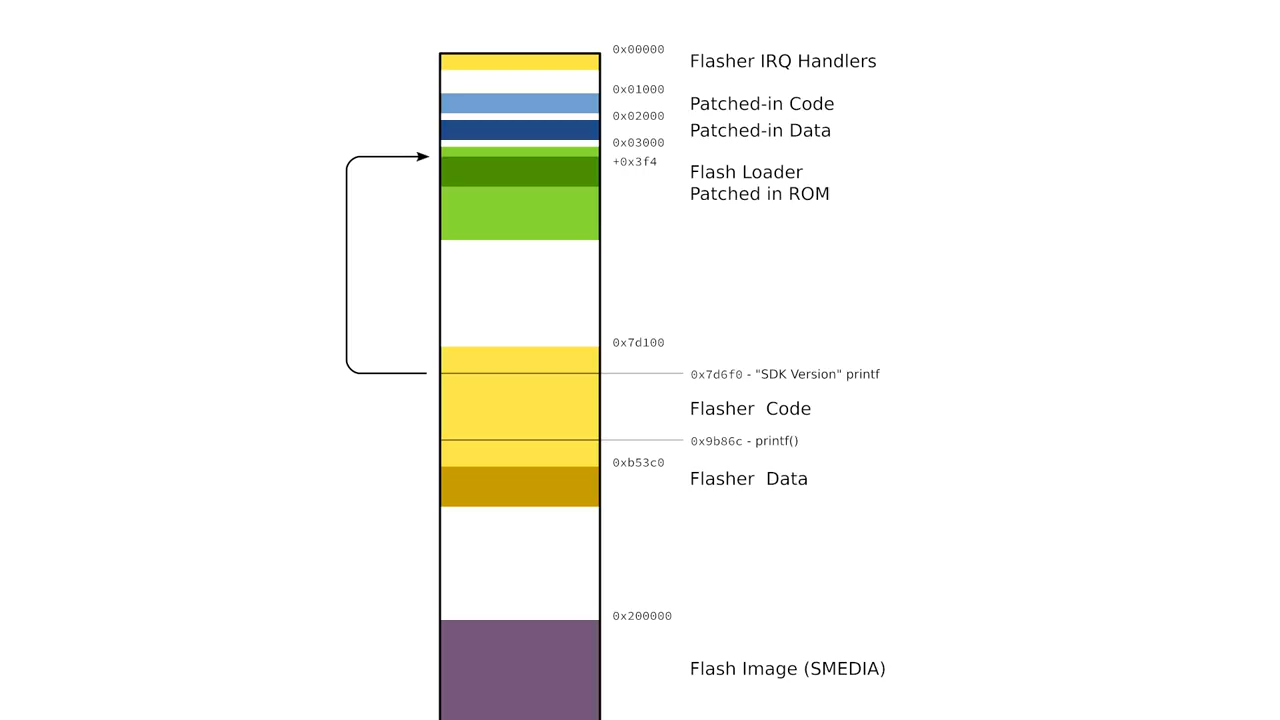 0x00000
Flasher IRQ Handlers
0x01000
Patched-in Code
0x02000
Patched-in Data
0x03000
+0x3f4
Flash Loader
Patched in ROM
0x7d100
0x7d6f0 - "SDK Version" printf
Flasher Code
0x9b86c - printf()
0xb53c0
Flasher Data
0x200000
Flash Image (SMEDIA)